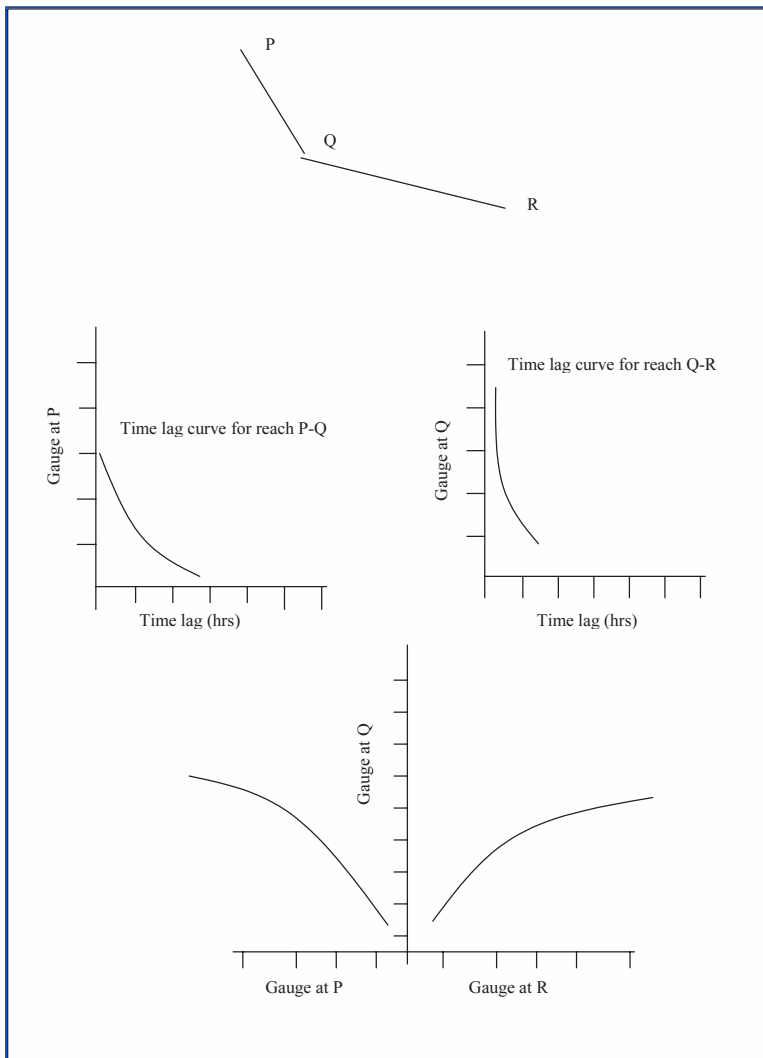 P
Q
R
Time lag curve for reach P-Q
Gauge at P
Time lag (hrs)
Time lag curve for reach Q-R
Gauge at Q
Time lag (hrs)
Gauge at Q
Gauge at P
Gauge at R